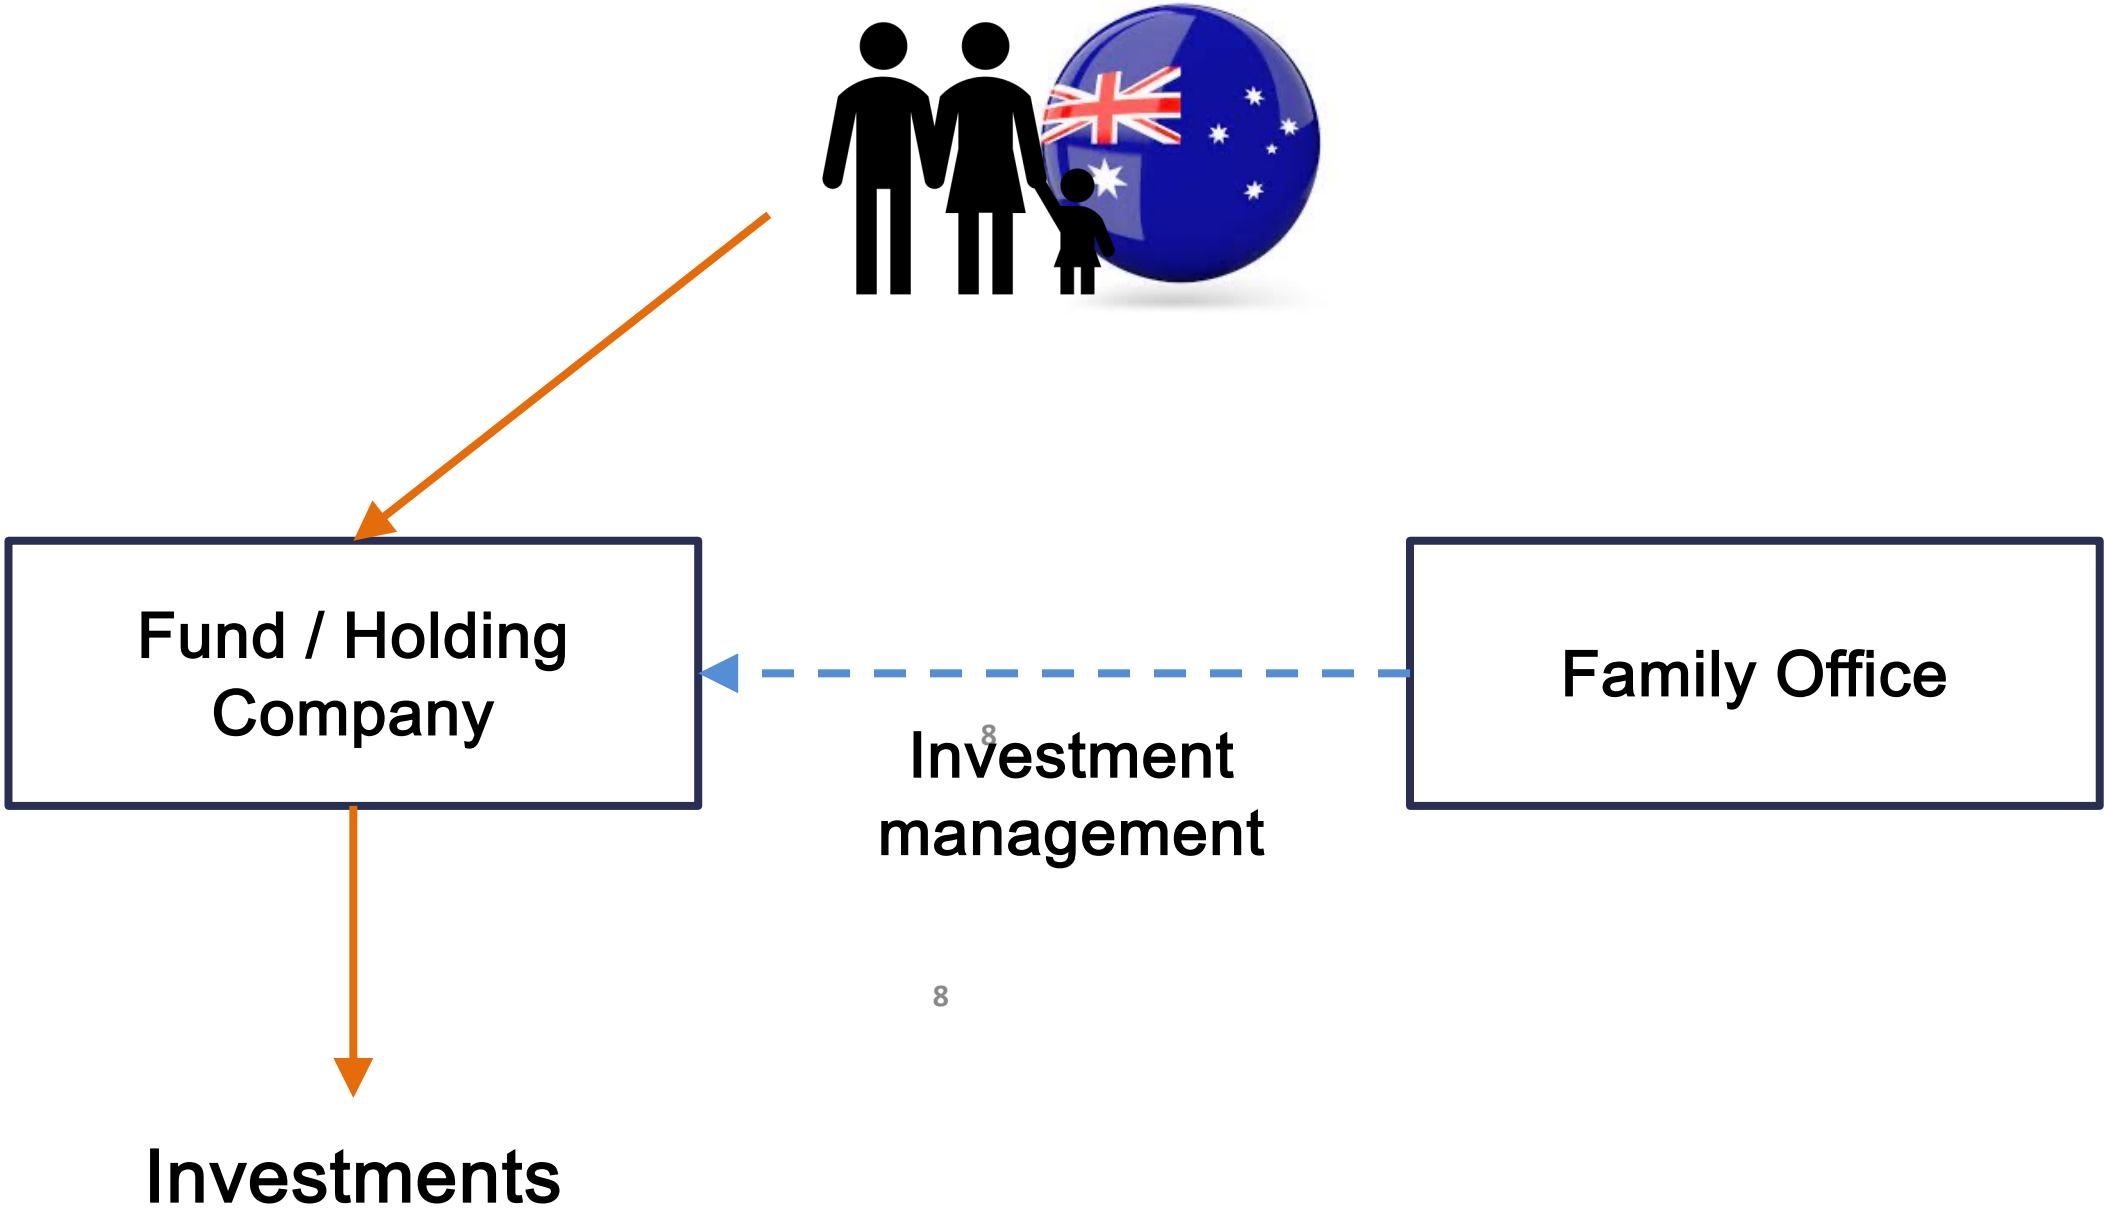 Fund / Holding
Company
Family Office
8
Investment
management
8
Investments